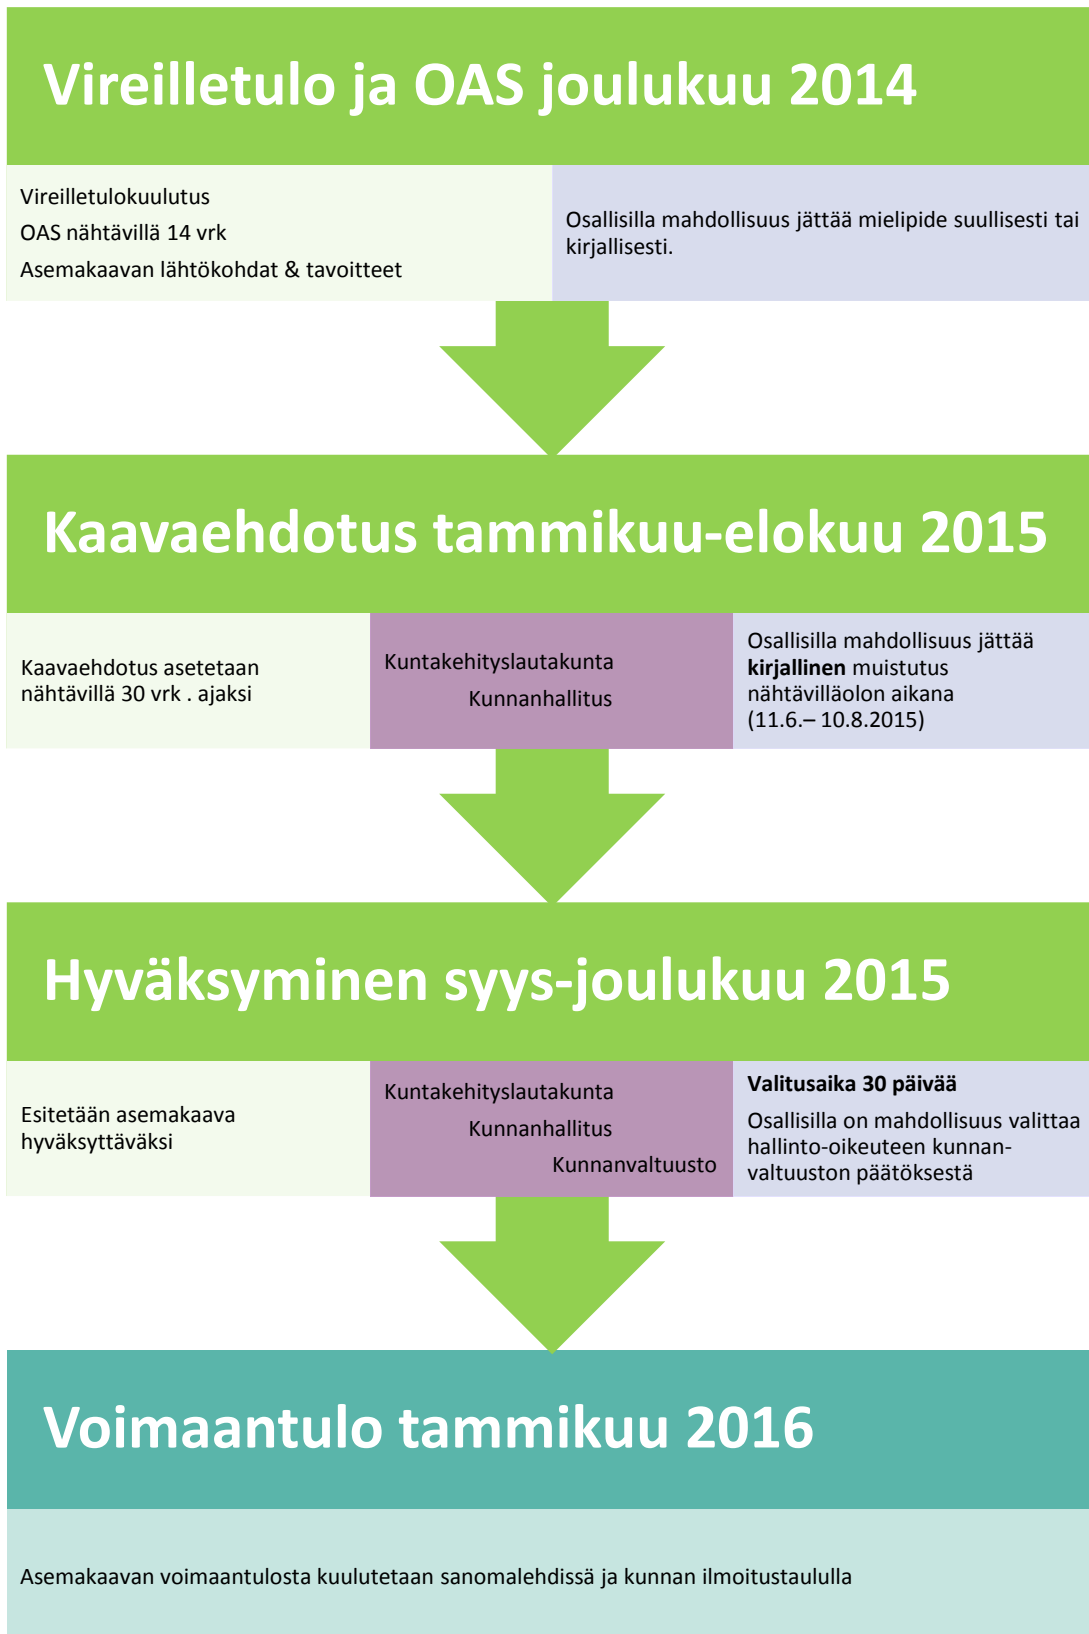 Vireilletulo ja OAS joulukuu 2014
Vireilletulokuulutus
OAS nähtävillä 14 vrk
Asemakaavan lähtökohdat & tavoitteet
Osallisilla mahdollisuus jättää mielipide suullisesti tai
kirjallisesti.
Kaavaehdotus tammikuu-elokuu 2015
Kaavaehdotus asetetaan
nähtävillä 30 vrk . ajaksi
Kuntakehityslautakunta
Kunnanhallitus
Osallisilla mahdollisuus jättää
kirjallinen muistutus
nähtävilläolon aikana
(11.6.– 10.8.2015)
Hyväksyminen syys-joulukuu 2015
Esitetään asemakaava
hyväksyttäväksi
Kuntakehityslautakunta
Kunnanhallitus
Kunnanvaltuusto
Valitusaika 30 päivää
Osallisilla on mahdollisuus valittaa
hallinto-oikeuteen kunnan-
valtuuston päätöksestä
Voimaantulo tammikuu 2016
Asemakaavan voimaantulosta kuulutetaan sanomalehdissä ja kunnan ilmoitustaululla